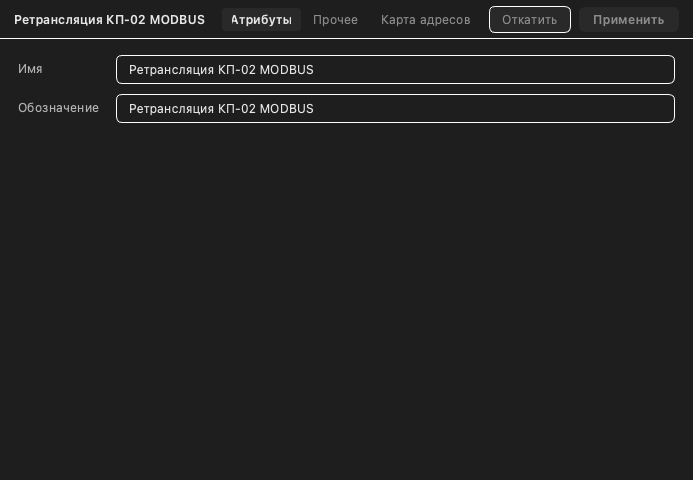 Ретрансляция КП-02 MODBUS Атрибуты Прочее Карта адресов Откатить Применить
Имя Ретрансляция КП-02 MODBUS
Обозначение Ретрансляция КП-02 MODBUS